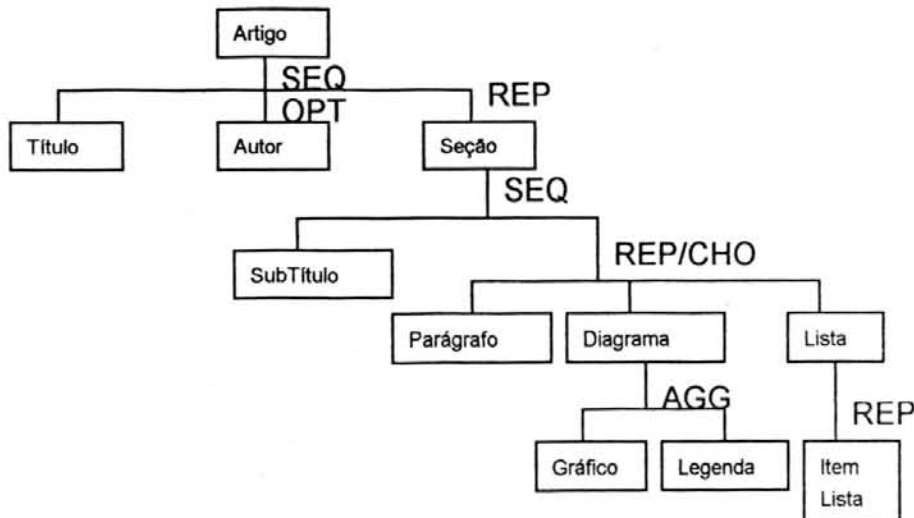 Artigo
SEQ
OPT
REP
Título
Autor
Seção
SEQ
SubTítulo
REP/CHO
Parágrafo
Diagrama
Lista
AGG
REP
Gráfico
Legenda
Item
Lista